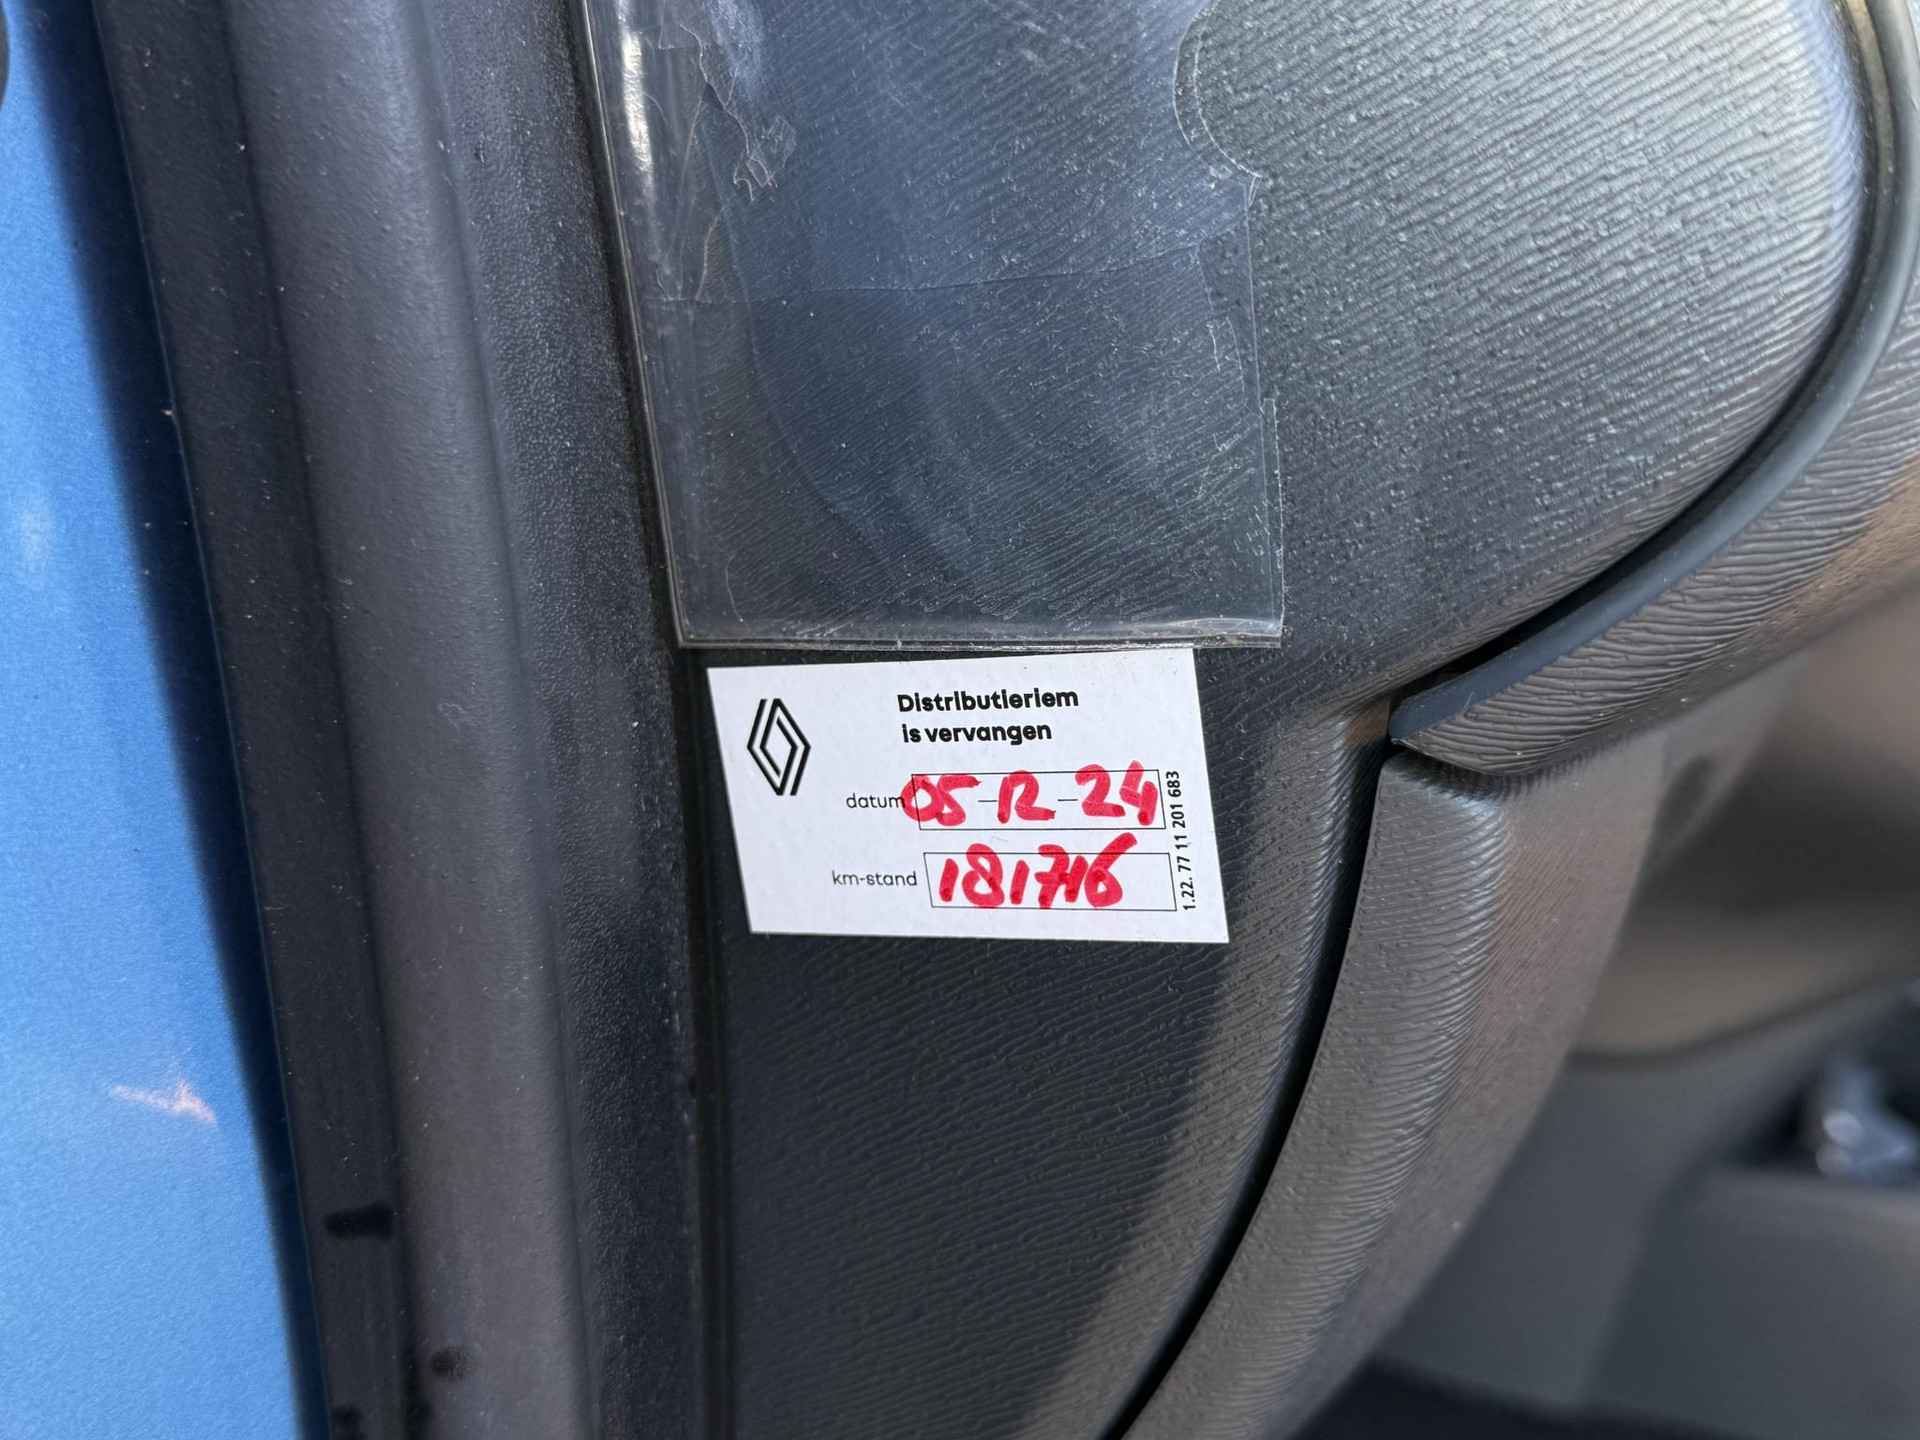 Distributieriem
is vervangen
datum 05-12-24
km-stand 181716
1.22. 77 11 201 683